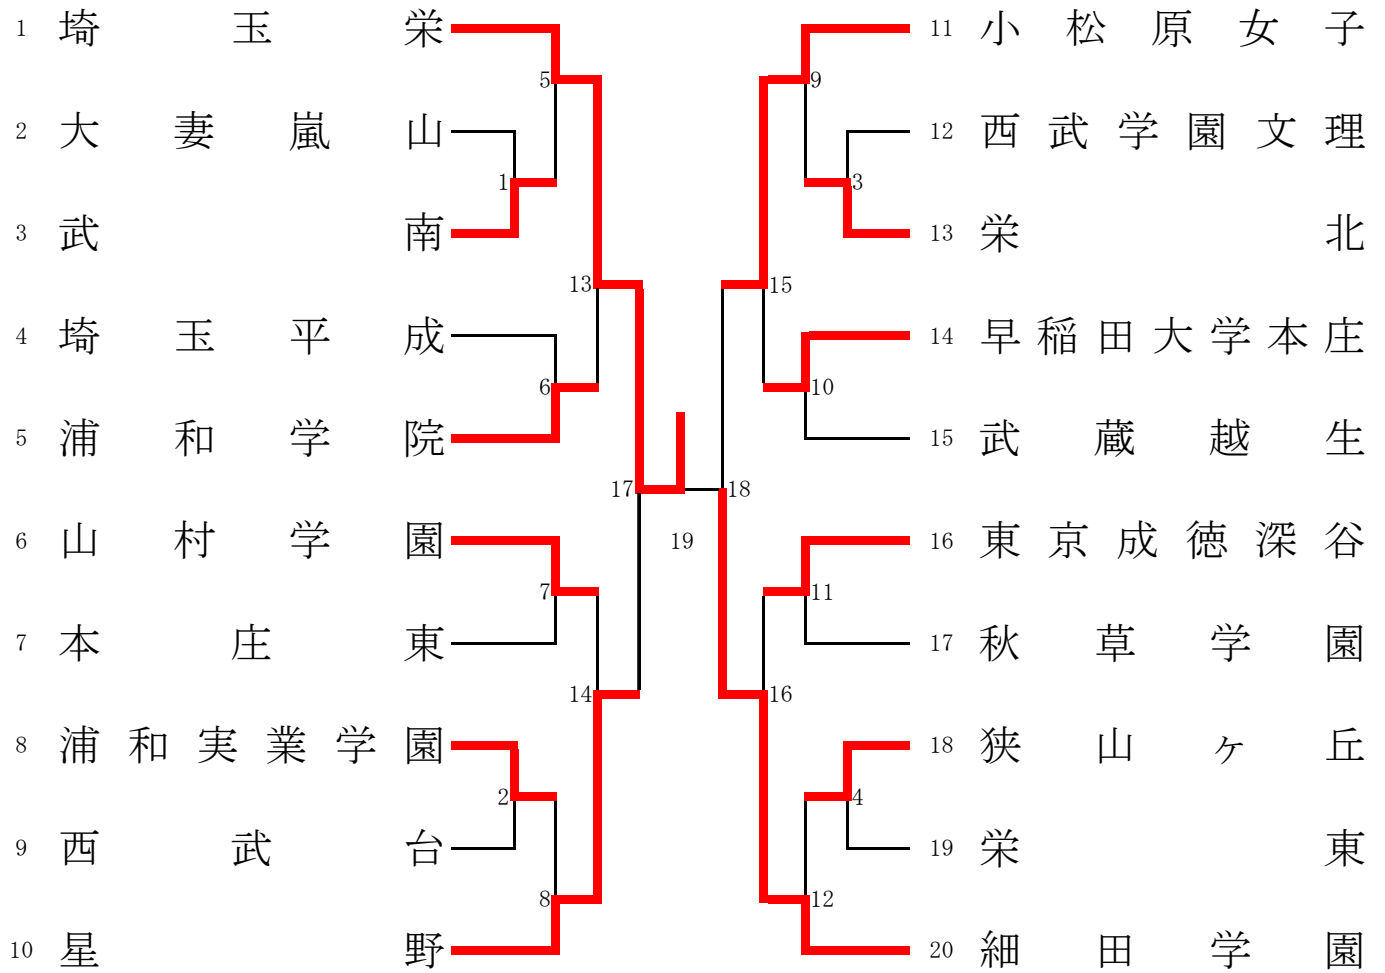 1 埼玉栄
2 大妻嵐山
3 武南
4 埼玉平成
5 浦和学院
6 山村学園
7 本庄東
8 浦和実業学園
9 西武台
10 星野
5
1
13
6
17
7
14
2
8
19
9
3
15
10
18
11
16
4
12
11 小松原女子
12 西武学園文理
13 栄北
14 早稲田大学本庄
15 武蔵越生
16 東京成徳深谷
17 秋草学園
18 狭山ヶ丘
19 栄東
20 細田学園